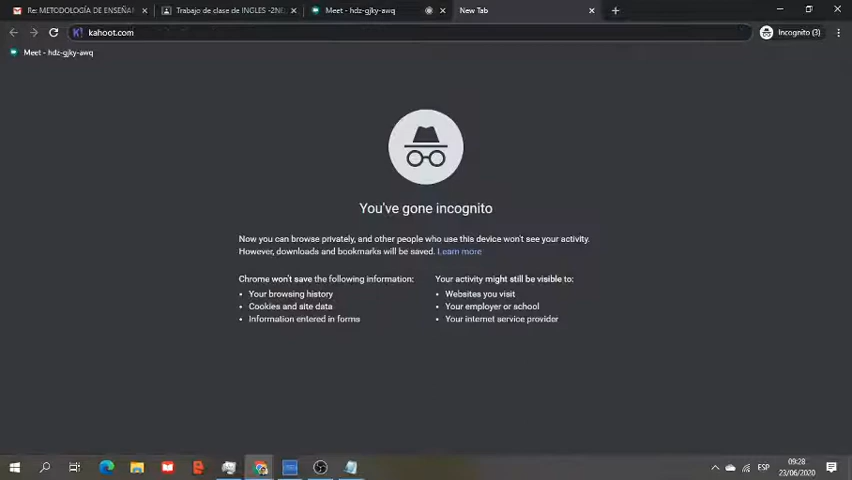 Re: METODOLOGÍA DE ENSEÑAN
Trabajo de clase de INGLES -2ND
Meet - hdz-gjky-awq
New Tab
K! kahoot.com
Incognito (3)
Meet - hdz-gjky-awq
You've gone incognito
Now you can browse privately, and other people who use this device won't see your activity.
However, downloads and bookmarks will be saved. Learn more
Chrome won't save the following information:
• Your browsing history
• Cookies and site data
• Information entered in forms
Your activity might still be visible to:
• Websites you visit
• Your employer or school
• Your internet service provider
ESP
09:28
23/06/2020